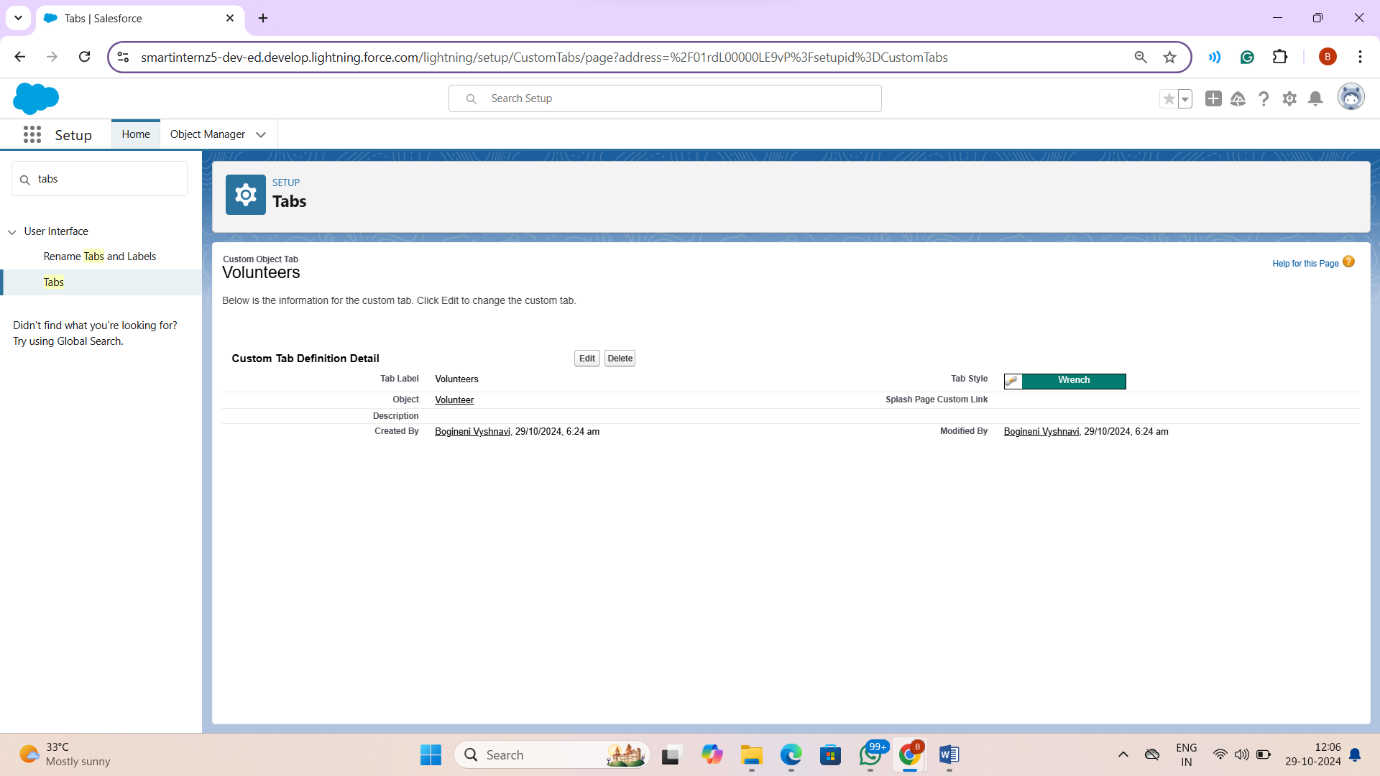 Tabs | Salesforce
smartinternz5-dev-ed.develop.lightning.force.com/lightning/setup/CustomTabs/page?address=%2F01rdL00000LE9vP%3Fsetupid%3DCustomTabs
B
Search Setup
Setup
Home
Object Manager
tabs
User Interface
Rename Tabs and Labels
Tabs
Didn't find what you're looking for?
Try using Global Search.
SETUP
Tabs
Custom Object Tab
Volunteers
Help for this Page ?
Below is the information for the custom tab. Click Edit to change the custom tab.
Custom Tab Definition Detail Edit Delete
Tab Label Volunteers Tab Style Wrench
Object Volunteer Splash Page Custom Link
Description
Created By Bogineni Vyshnavi, 29/10/2024, 6:24 am Modified By Bogineni Vyshnavi, 29/10/2024, 6:24 am
33°C
Mostly sunny
Search
99+
8
ENG
IN
12:06
29-10-2024